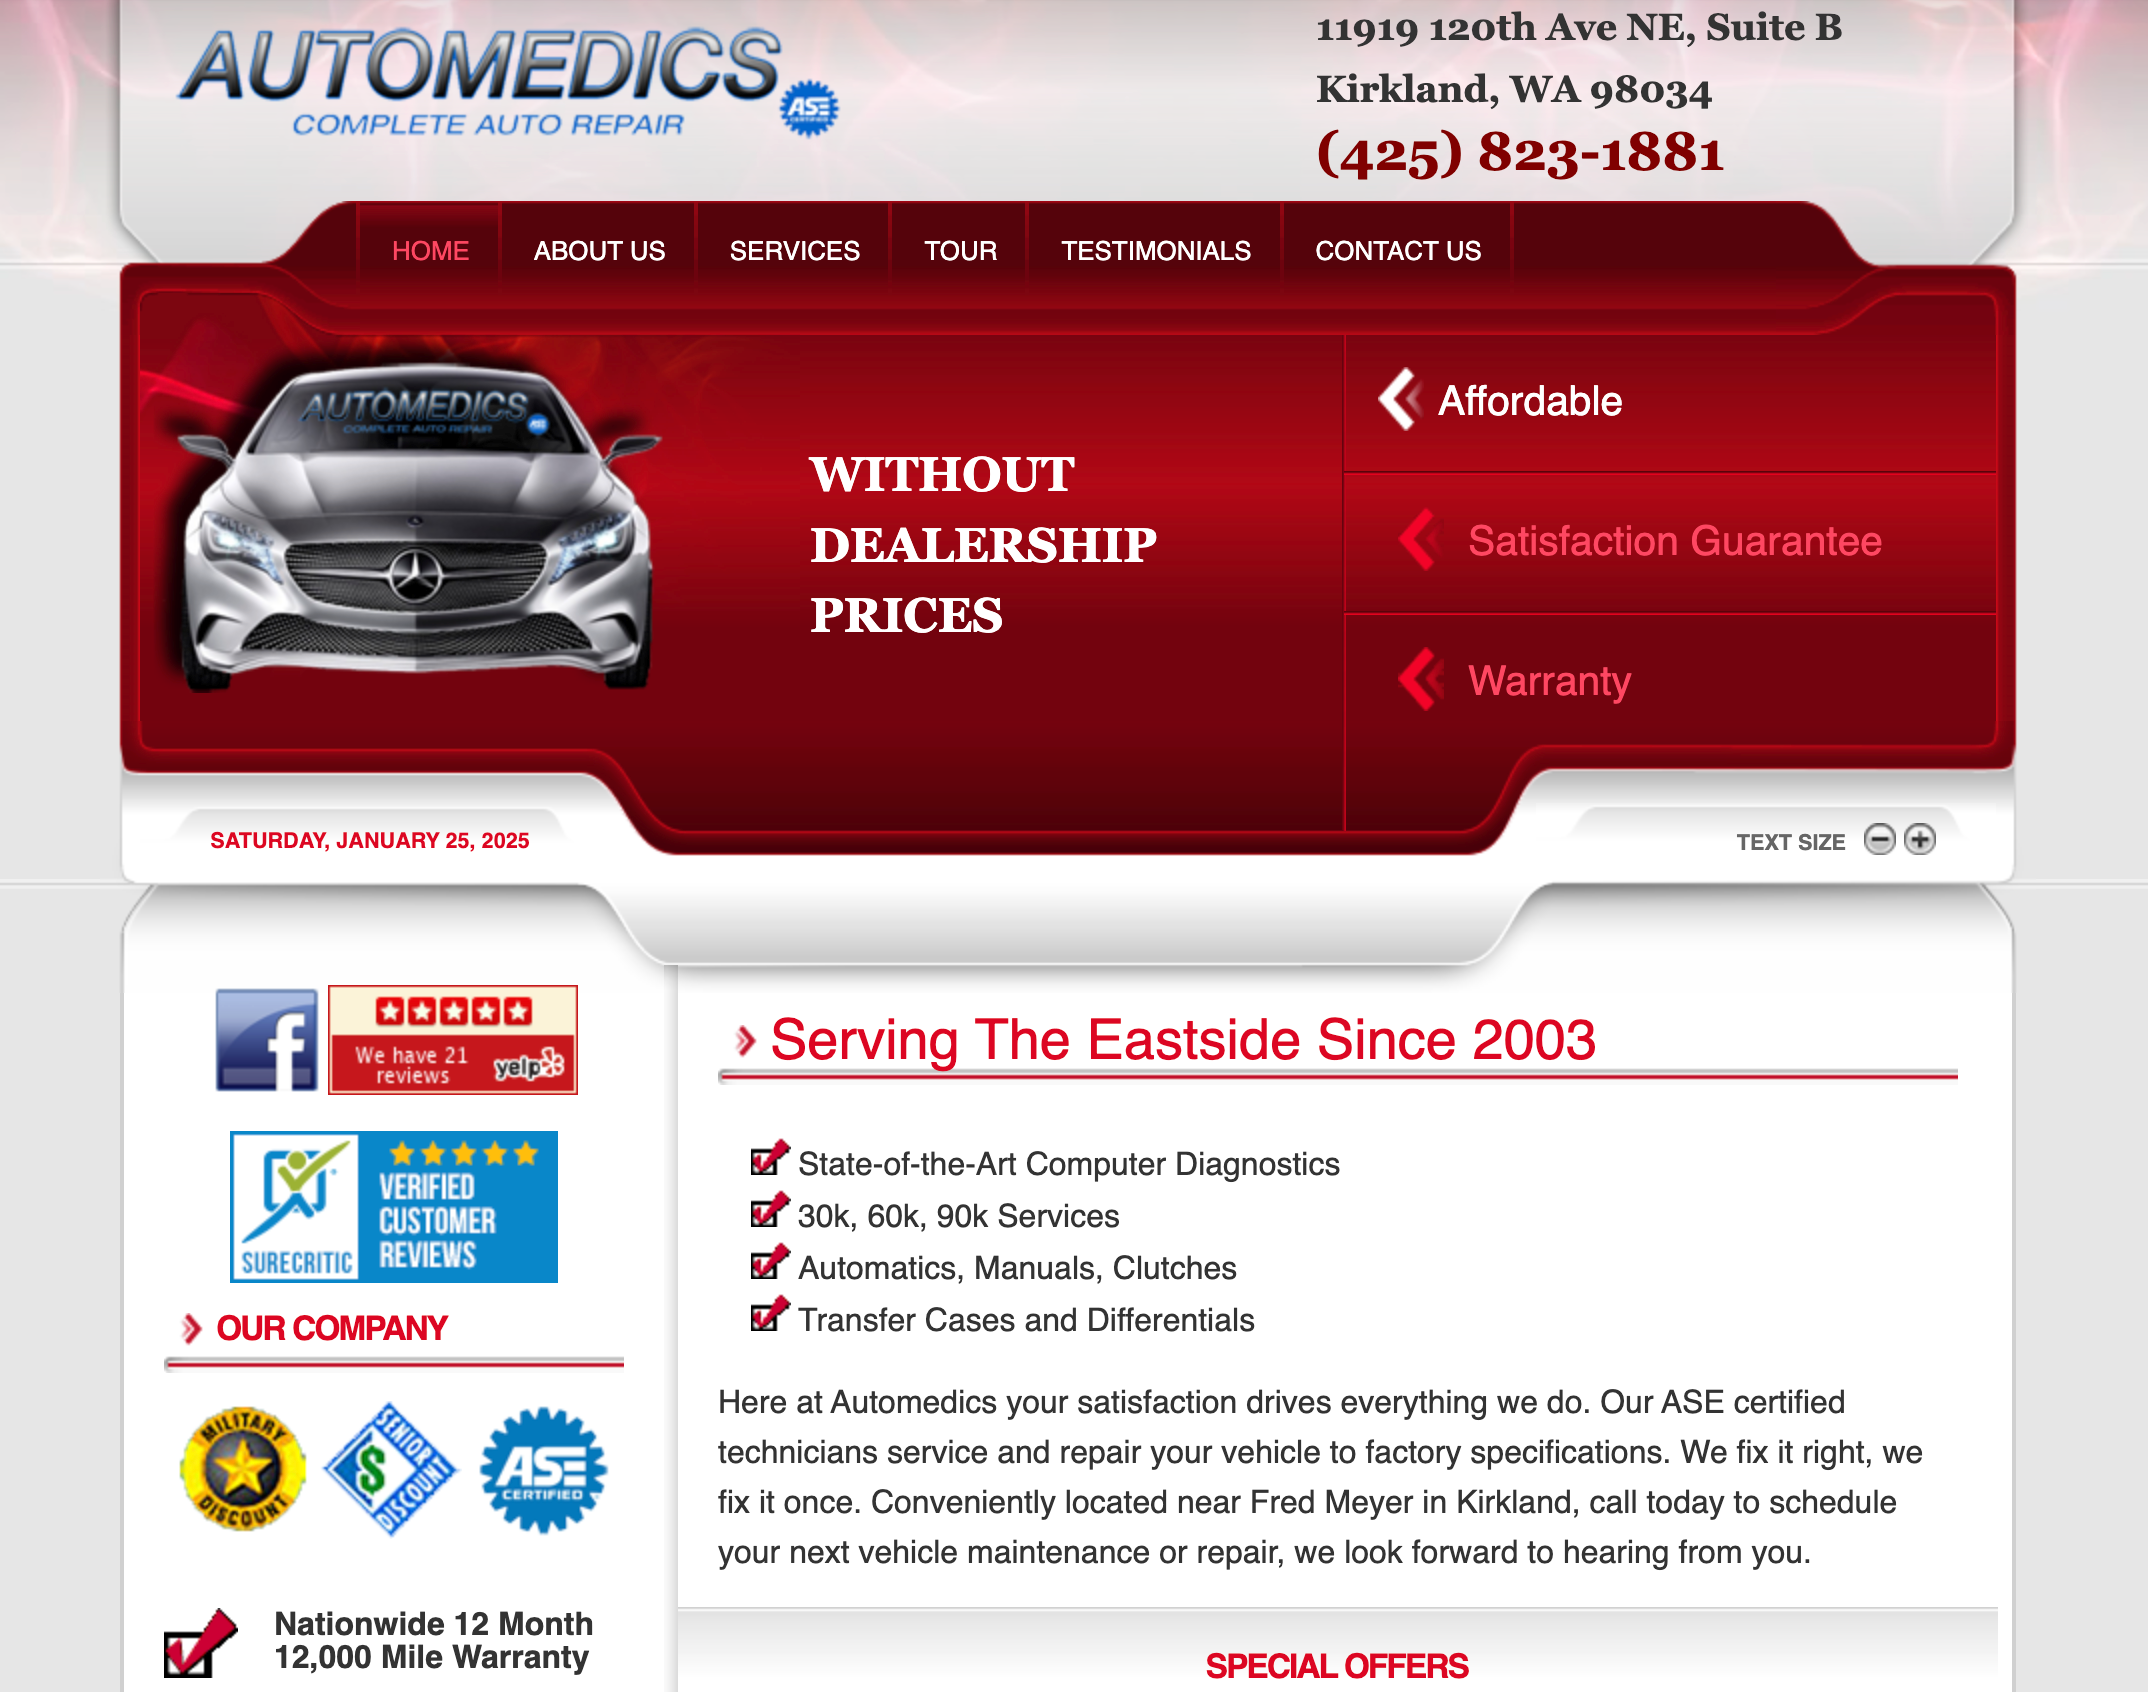 AUTOMEDICS
COMPLETE AUTO REPAIR
ASE
CERTIFIED
11919 120th Ave NE, Suite B
Kirkland, WA 98034
(425) 823-1881
HOME
ABOUT US
SERVICES
TOUR
TESTIMONIALS
CONTACT US
AUTOMEDICS
COMPLETE AUTO REPAIR
WITHOUT
DEALERSHIP
PRICES
Affordable
Satisfaction Guarantee
Warranty
SATURDAY, JANUARY 25, 2025
TEXT SIZE
f
We have 21
reviews
yelp
SURECRITIC
VERIFIED
CUSTOMER
REVIEWS
OUR COMPANY
MILITARY
DISCOUNT
SENIOR
$
DISCOUNT
ASE
CERTIFIED
Nationwide 12 Month
12,000 Mile Warranty
Serving The Eastside Since 2003
State-of-the-Art Computer Diagnostics
30k, 60k, 90k Services
Automatics, Manuals, Clutches
Transfer Cases and Differentials
Here at Automedics your satisfaction drives everything we do. Our ASE certified
technicians service and repair your vehicle to factory specifications. We fix it right, we
fix it once. Conveniently located near Fred Meyer in Kirkland, call today to schedule
your next vehicle maintenance or repair, we look forward to hearing from you.
SPECIAL OFFERS